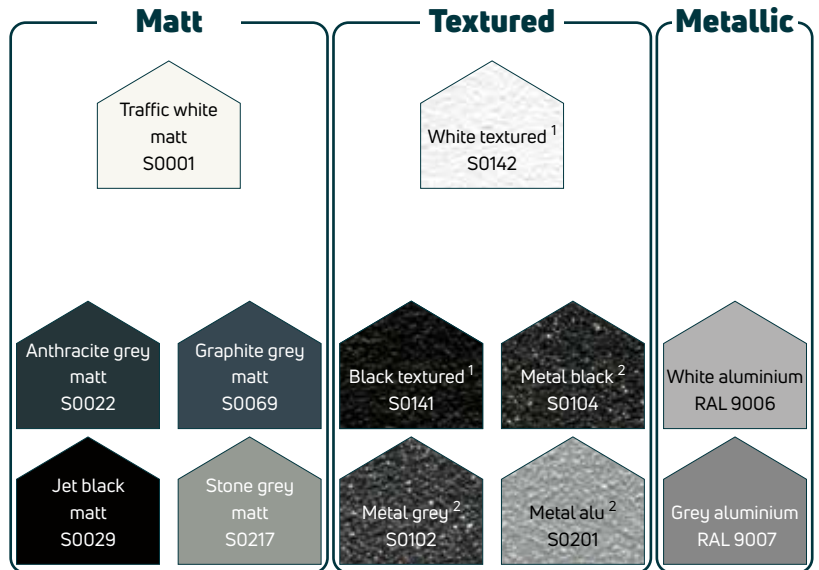 Matt
Textured
Metallic
Traffic white
matt
S0001
White textured ¹
S0142
Anthracite grey
matt
S0022
Graphite grey
matt
S0069
Black textured ¹
S0141
Metal black ²
S0104
White aluminium
RAL 9006
Jet black
matt
S0029
Stone grey
matt
S0217
Metal grey ²
S0102
Metal alu ²
S0201
Grey aluminium
RAL 9007